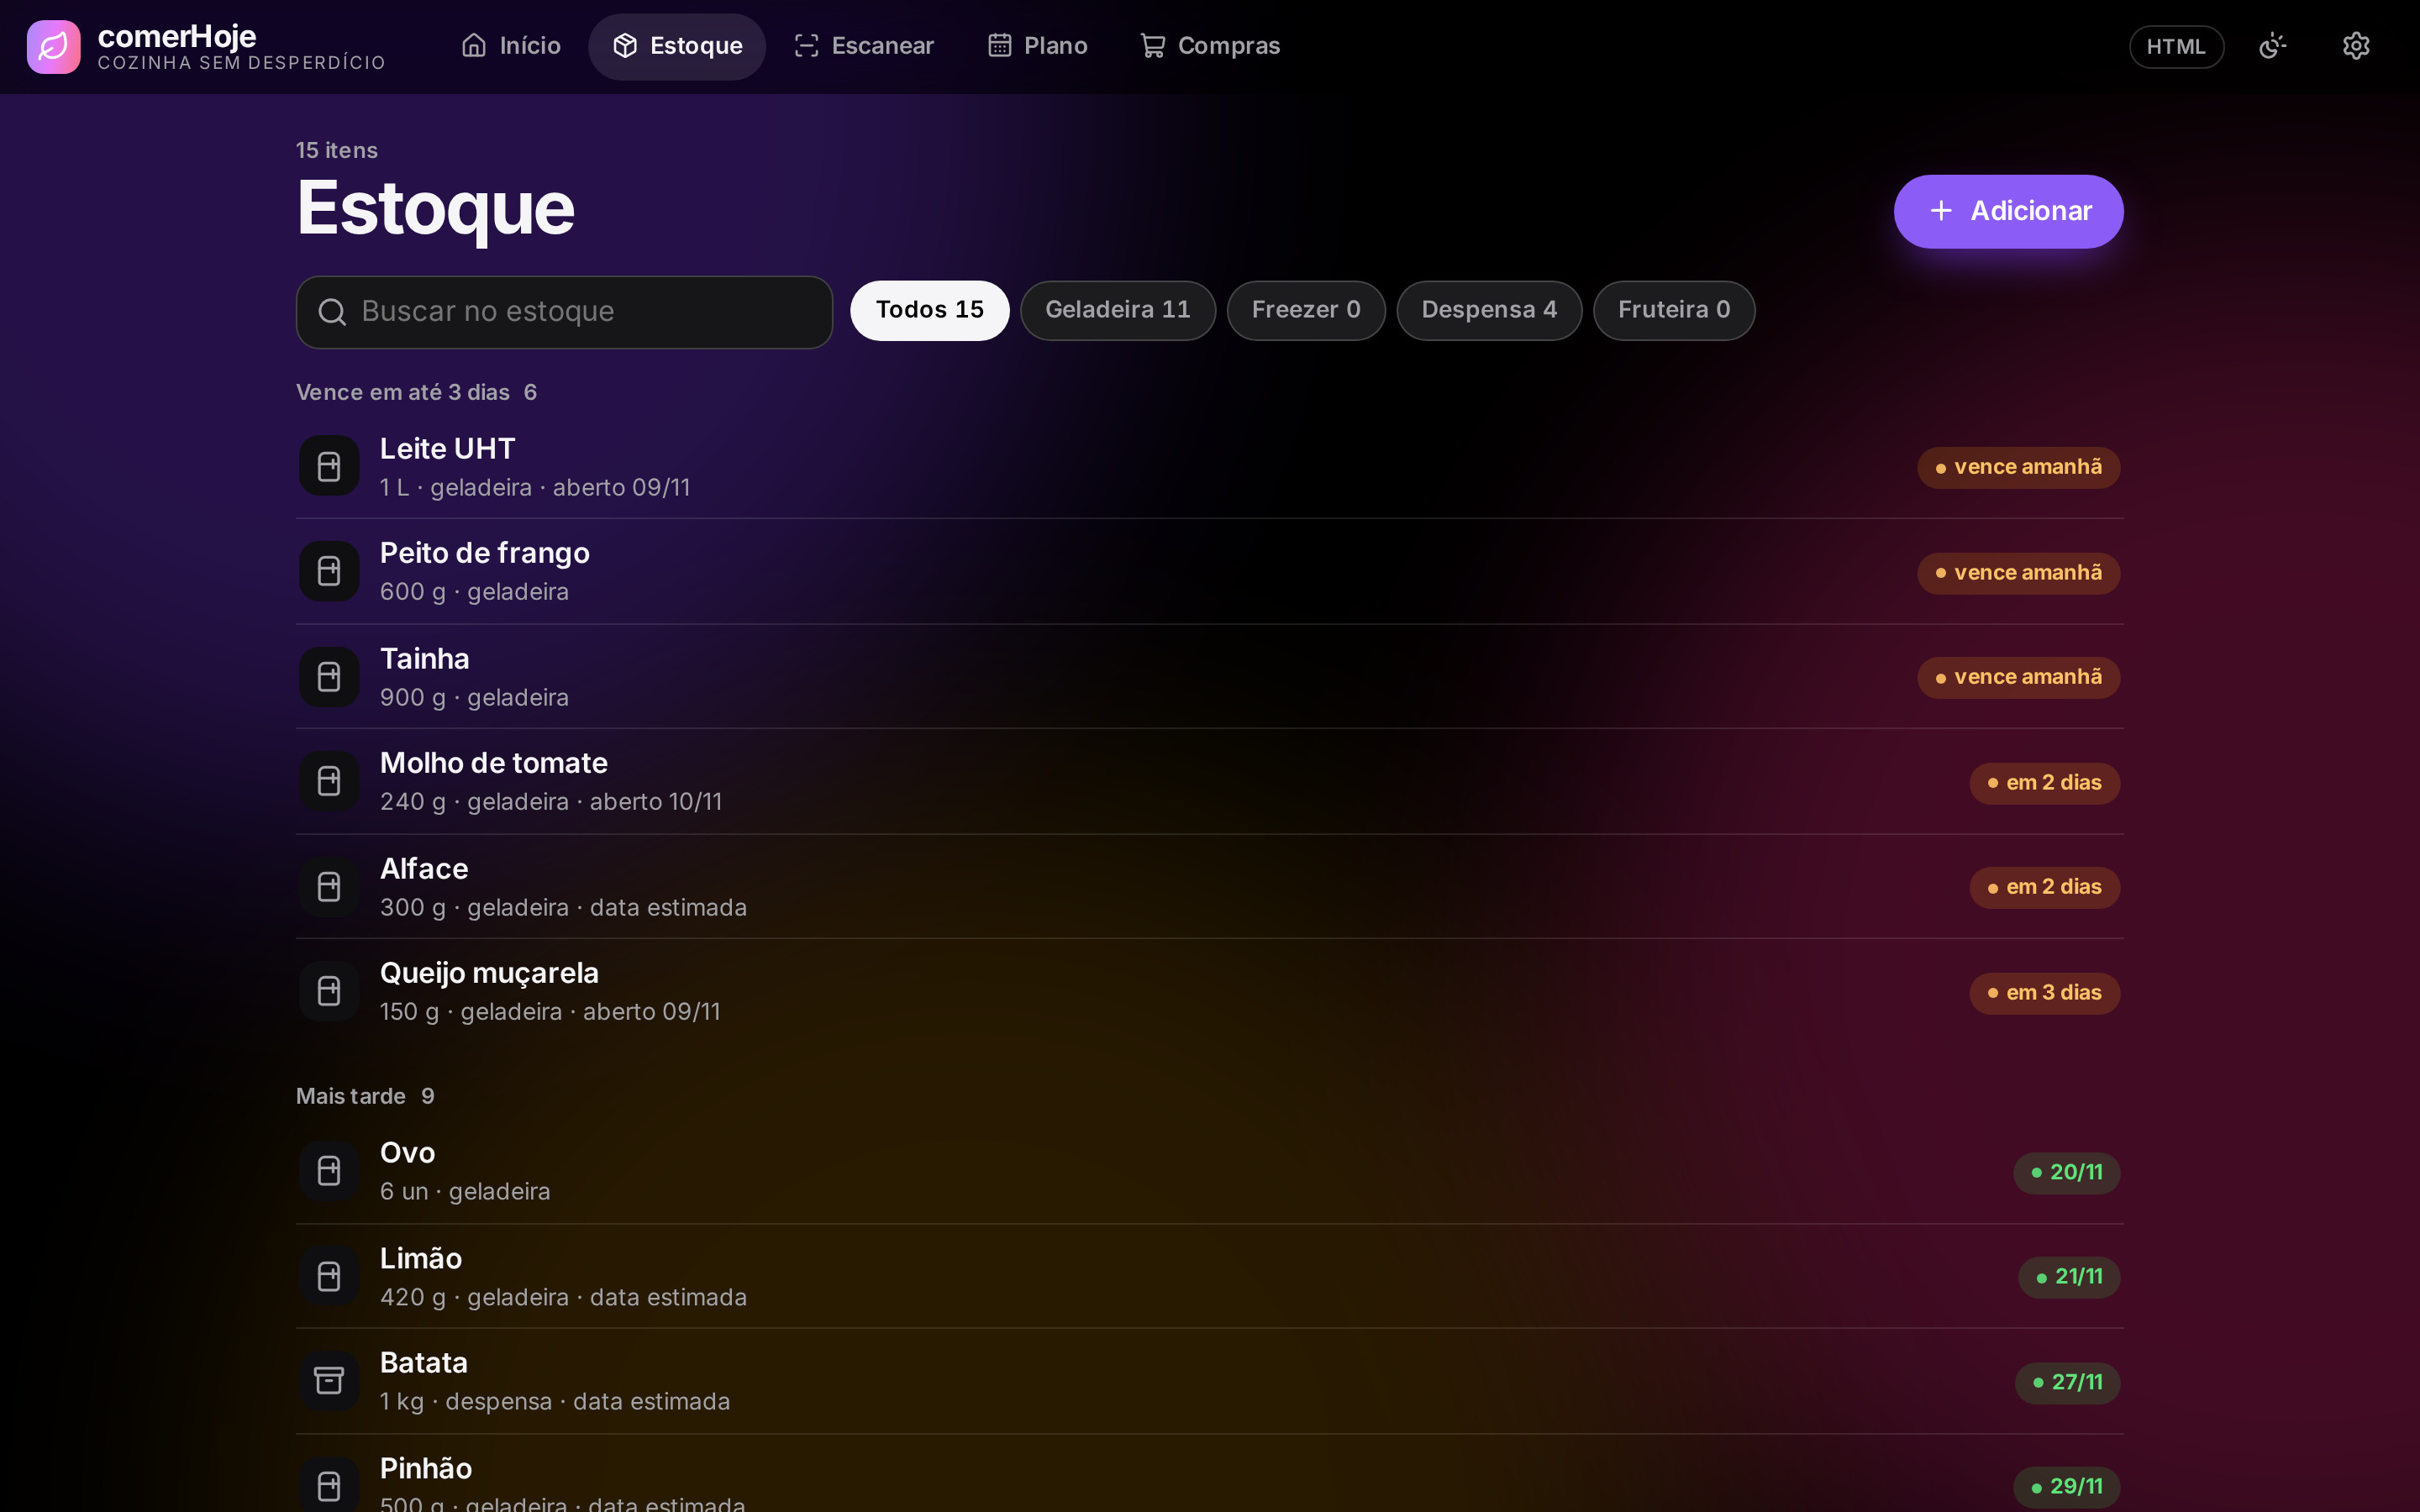 comerHoje
COZINHA SEM DESPERDÍCIO
Início
Estoque
Escanear
Plano
Compras
HTML
15 itens
Estoque
Adicionar
Buscar no estoque
Todos 15
Geladeira 11
Freezer 0
Despensa 4
Fruteira 0
Vence em até 3 dias 6
Leite UHT
1 L · geladeira · aberto 09/11
vence amanhã
Peito de frango
600 g · geladeira
vence amanhã
Tainha
900 g · geladeira
vence amanhã
Molho de tomate
240 g · geladeira · aberto 10/11
em 2 dias
Alface
300 g · geladeira · data estimada
em 2 dias
Queijo muçarela
150 g · geladeira · aberto 09/11
em 3 dias
Mais tarde 9
Ovo
6 un · geladeira
20/11
Limão
420 g · geladeira · data estimada
21/11
Batata
1 kg · despensa · data estimada
27/11
Pinhão
500 g · geladeira · data estimada
29/11